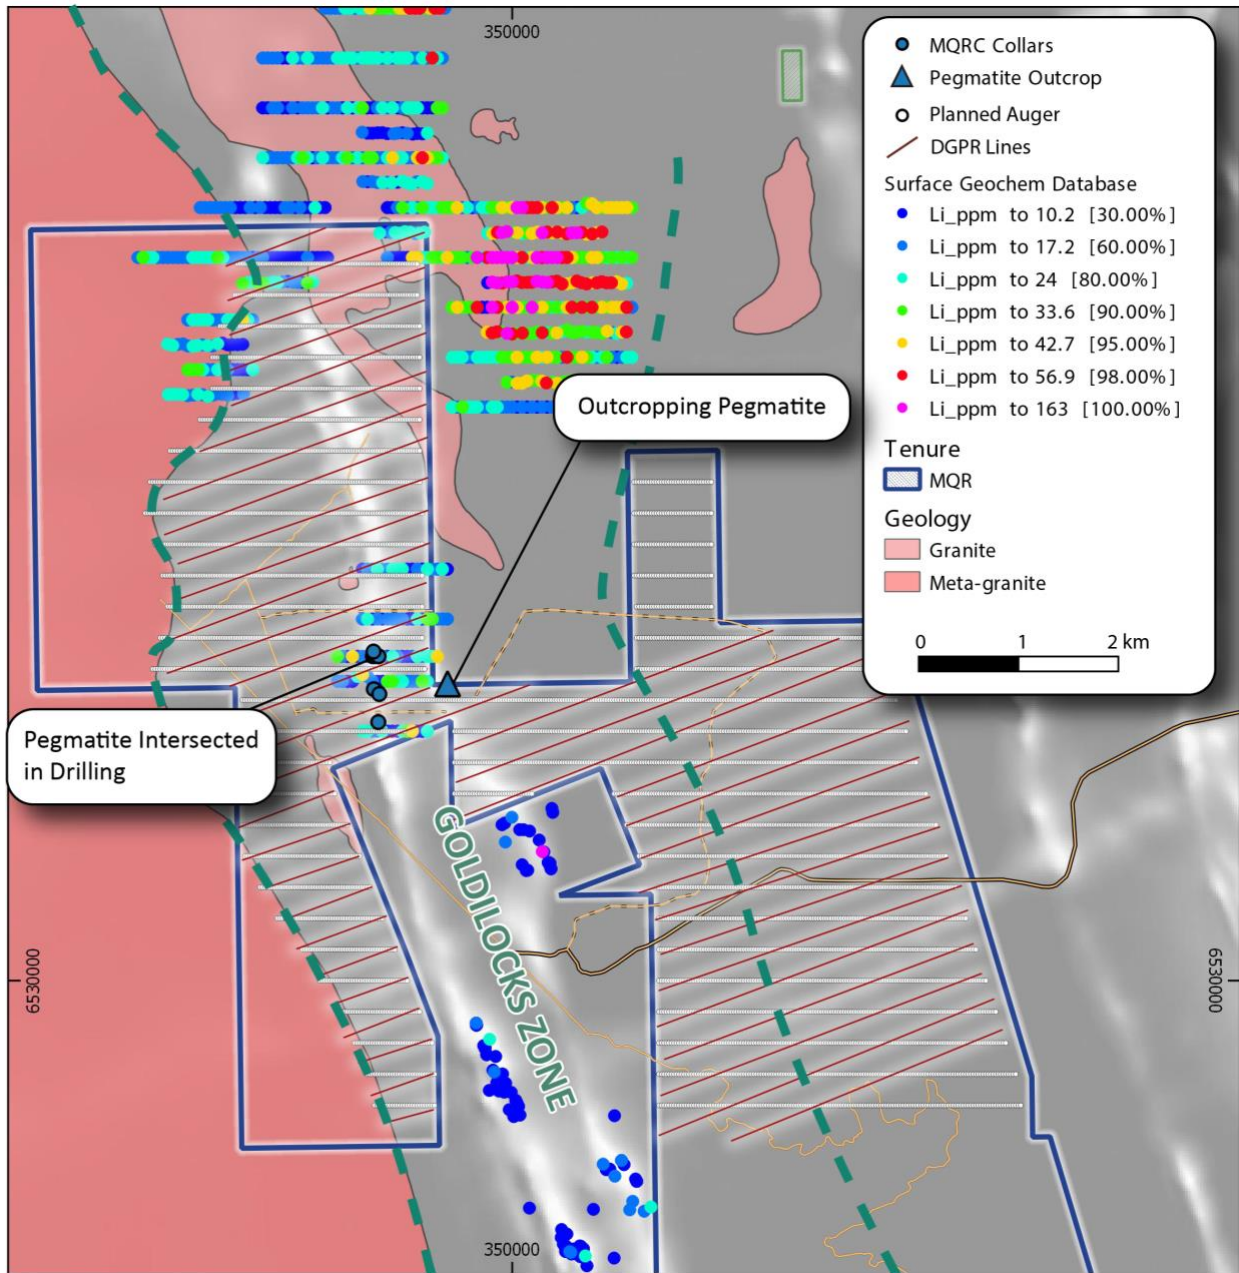 350000
MQRC Collars
Pegmatite Outcrop
Planned Auger
DGPR Lines
Surface Geochem Database
Li_ppm to 10.2 [30.00%]
Li_ppm to 17.2 [60.00%]
Li_ppm to 24 [80.00%]
Li_ppm to 33.6 [90.00%]
Li_ppm to 42.7 [95.00%]
Li_ppm to 56.9 [98.00%]
Li_ppm to 163 [100.00%]
Tenure
MQR
Geology
Granite
Meta-granite
0 1 2 km
Outcropping Pegmatite
Pegmatite Intersected
in Drilling
GOLDILOCKS ZONE
6530000
6530000
350000